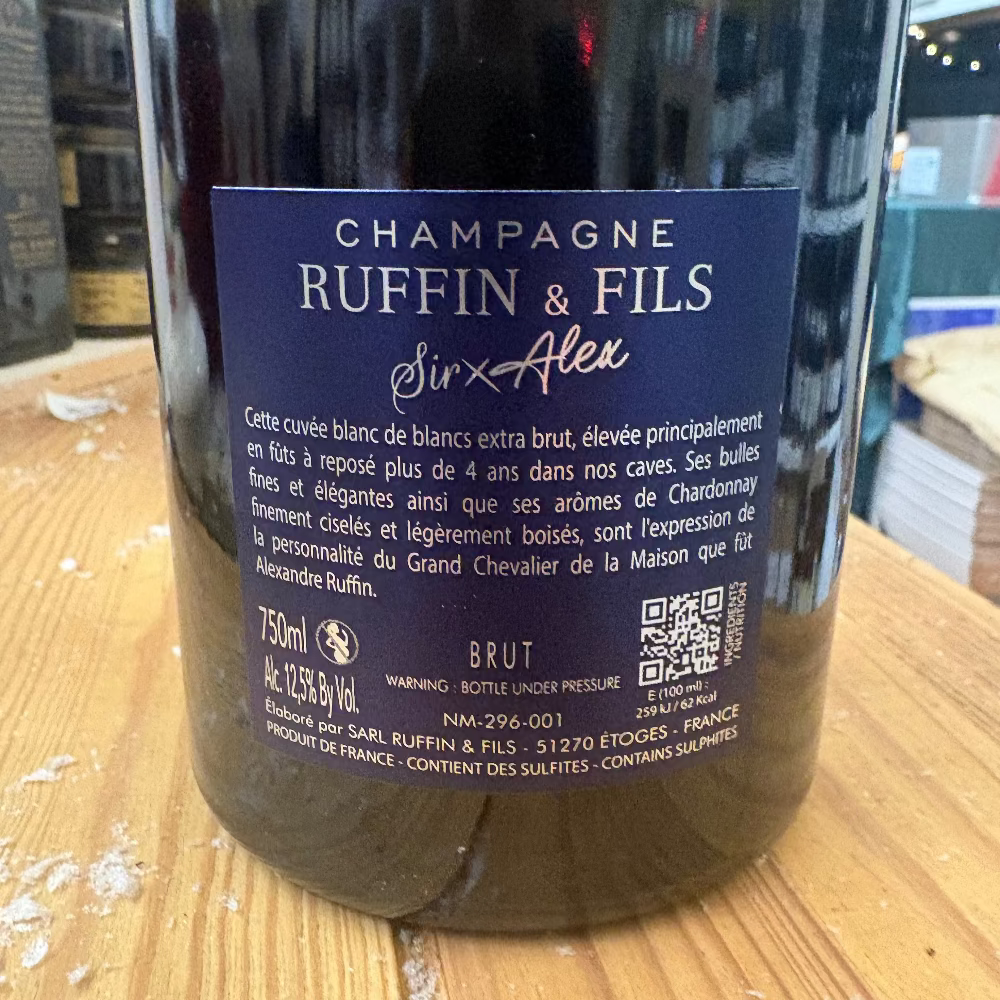 CHAMPAGNE
RUFFIN & FILS
Sir x Alex
Cette cuvée blanc de blancs extra brut, élevée principalement
en fûts à reposé plus de 4 ans dans nos caves. Ses bulles
fines et élégantes ainsi que ses arômes de Chardonnay
finement ciselés et légèrement boisés, sont l'expression de
la personnalité du Grand Chevalier de la Maison que fût
Alexandre Ruffin.
750ml
Alc. 12,5% By Vol.
BRUT
WARNING : BOTTLE UNDER PRESSURE
NM-296-001
INGREDIENTS
NUTRITION
E (100 ml) :
259 kJ / 62 Kcal
Élaboré par SARL RUFFIN & FILS - 51270 ÉTOGES - FRANCE
PRODUIT DE FRANCE - CONTIENT DES SULFITES - CONTAINS SULPHITES